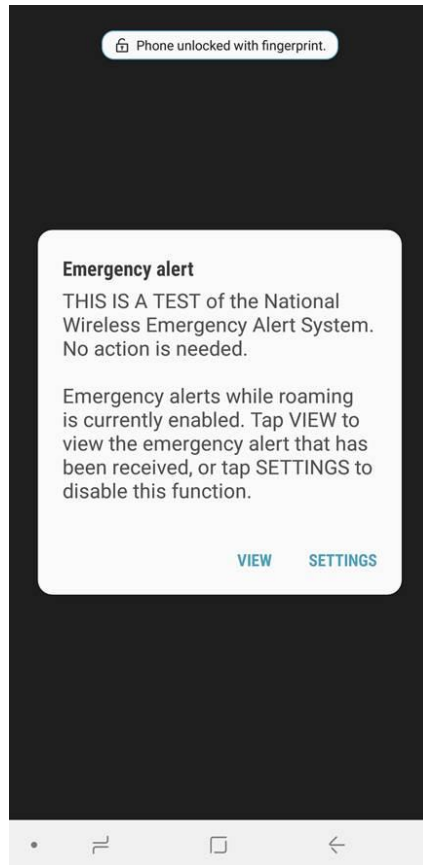 Phone unlocked with fingerprint.
Emergency alert
THIS IS A TEST of the National
Wireless Emergency Alert System.
No action is needed.
Emergency alerts while roaming
is currently enabled. Tap VIEW to
view the emergency alert that has
been received, or tap SETTINGS to
disable this function.
VIEW SETTINGS